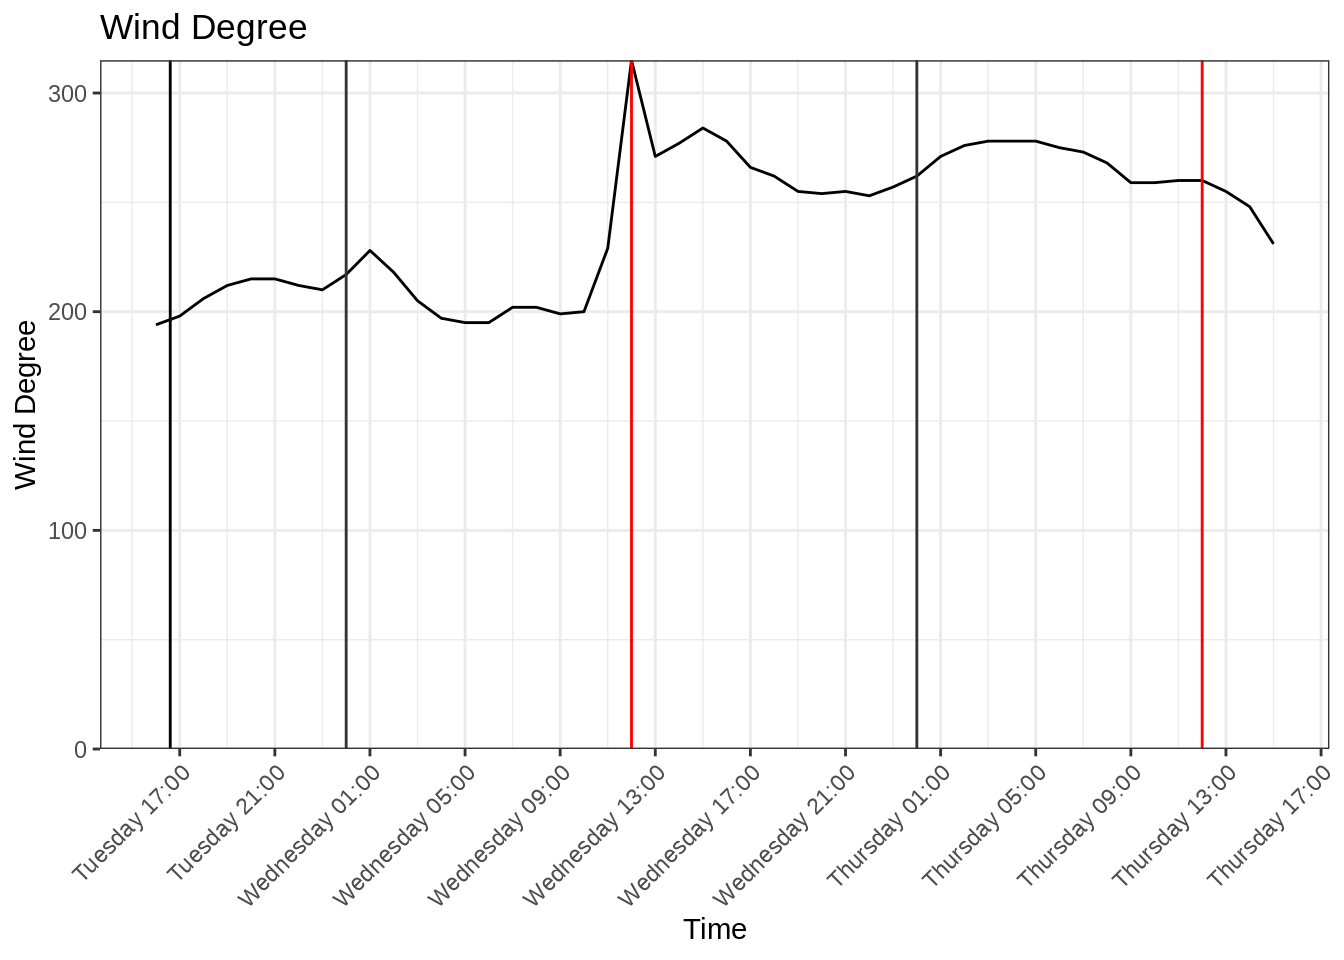 Wind Degree
Wind Degree
300
200
100
0
Tuesday 17:00
Tuesday 21:00
Wednesday 01:00
Wednesday 05:00
Wednesday 09:00
Wednesday 13:00
Wednesday 17:00
Wednesday 21:00
Thursday 01:00
Thursday 05:00
Thursday 09:00
Thursday 13:00
Thursday 17:00
Time